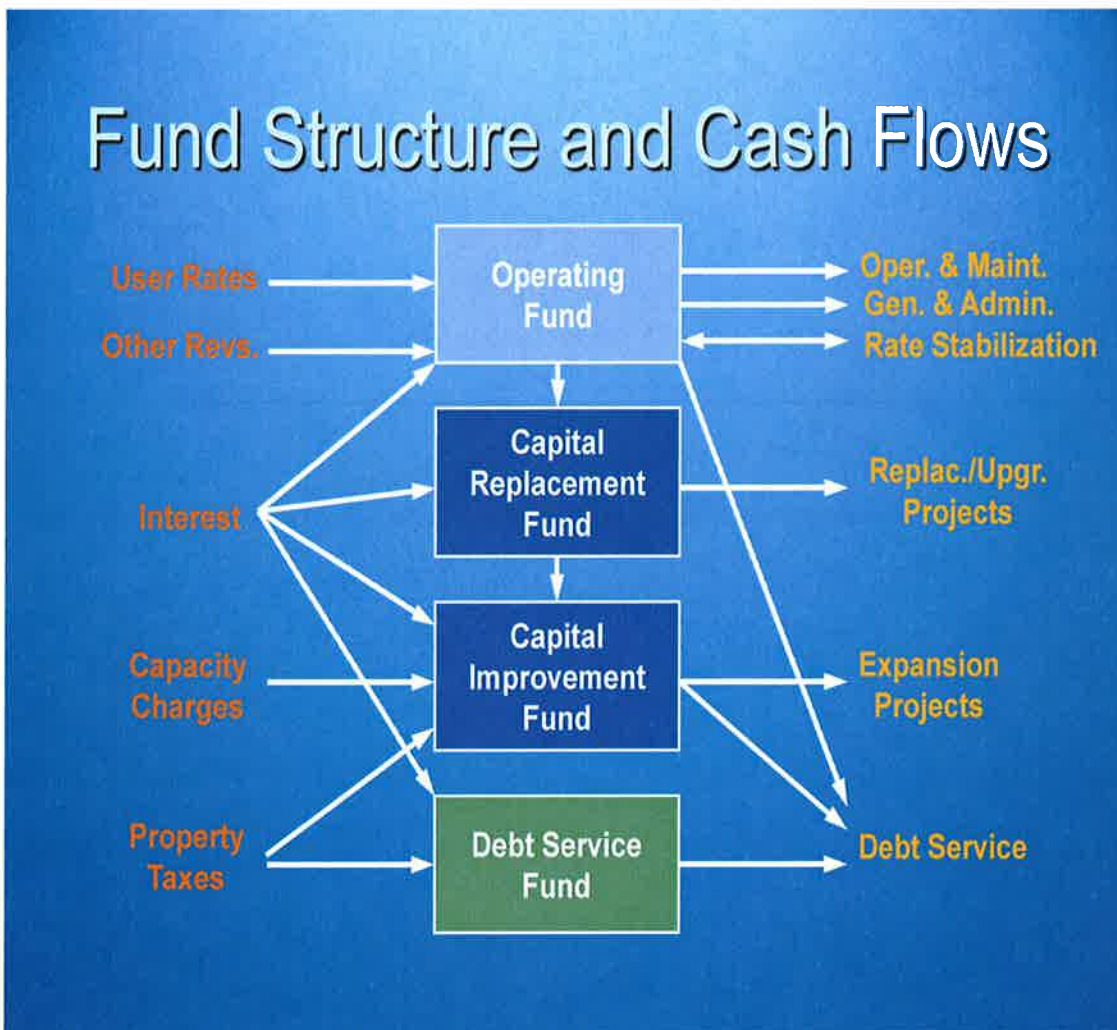 Fund Structure and Cash Flows
User Rates
Other Revs.
Interest
Capacity
Charges
Property
Taxes
Operating
Fund
Capital
Replacement
Fund
Capital
Improvement
Fund
Debt Service
Fund
Oper. & Maint.
Gen. & Admin.
Rate Stabilization
Replac./Upgr.
Projects
Expansion
Projects
Debt Service